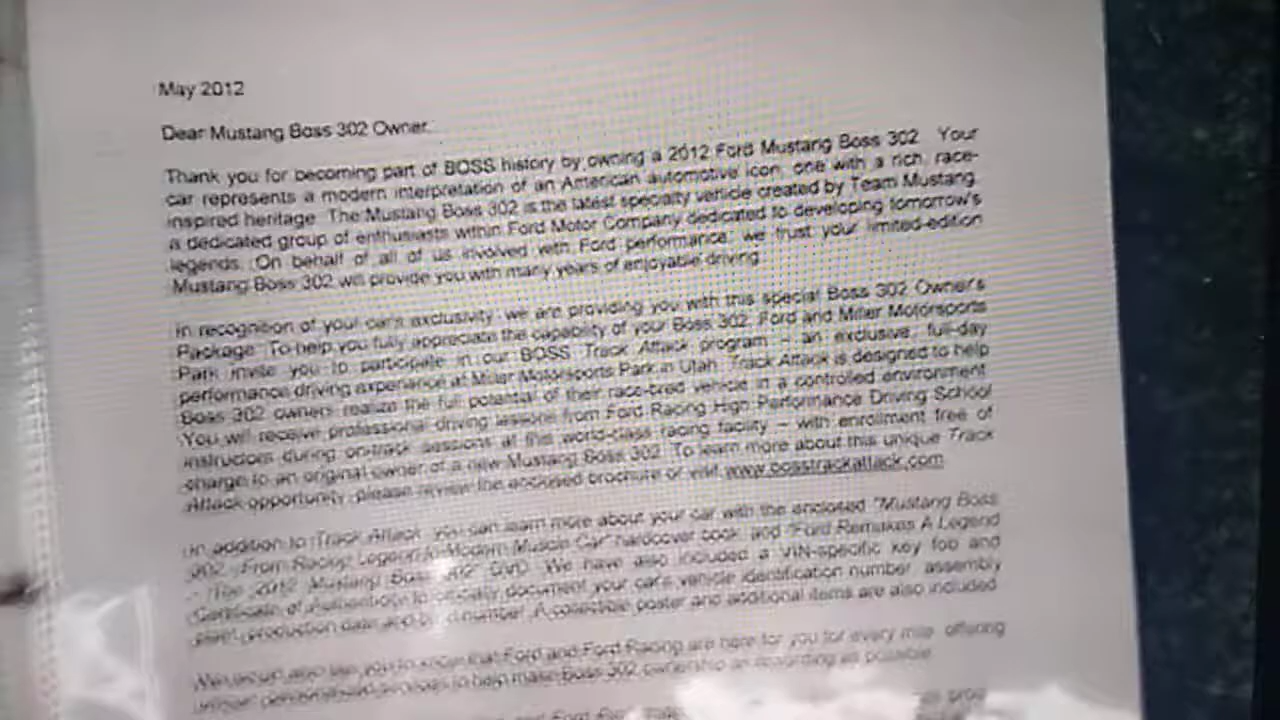 May 2012
Dear Mustang Boss 302 Owner,
Thank you for becoming part of BOSS history by owning a 2012 Ford Mustang Boss 302. Your
car represents a modern interpretation of an American automotive icon, one with a rich, race-
inspired heritage. The Mustang Boss 302 is the latest specialty vehicle created by Team Mustang,
a dedicated group of enthusiasts within Ford Motor Company dedicated to developing tomorrow's
legends. On behalf of all of us involved with Ford performance, we trust your limited-edition
Mustang Boss 302 will provide you with many years of enjoyable driving.
In recognition of your car's exclusivity, we are providing you with this special Boss 302 Owner's
Package. To help you fully appreciate the capability of your Boss 302, Ford and Miller Motorsports
Park invite you to participate in our BOSS Track Attack program – an exclusive, full-day
performance driving experience at Miller Motorsports Park in Utah. Track Attack is designed to help
Boss 302 owners realize the full potential of their race-bred vehicle in a controlled environment.
You will receive professional driving lessons from Ford Racing High Performance Driving School
instructors during on-track sessions at this world-class racing facility – with enrollment free of
charge to an original owner of a new Mustang Boss 302. To learn more about this unique Track
Attack opportunity, please review the enclosed brochure or visit www.bosstrackattack.com.
In addition to Track Attack, you can learn more about your car with the enclosed "Mustang Boss
302: From Racing Legend to Modern Muscle Car" hardcover book, and "Ford Remakes A Legend
– The 2012 Mustang Boss 302" DVD. We have also included a VIN-specific key fob and
Certificate of Authenticity to officially document your car's vehicle identification number, assembly
plant, production date and number. A collectible poster and additional items are also included.
We would also like you to know that Ford and Ford Racing are here for you for every mile, offering
unique personalized services to help make Boss 302 ownership as rewarding as possible.
and Ford